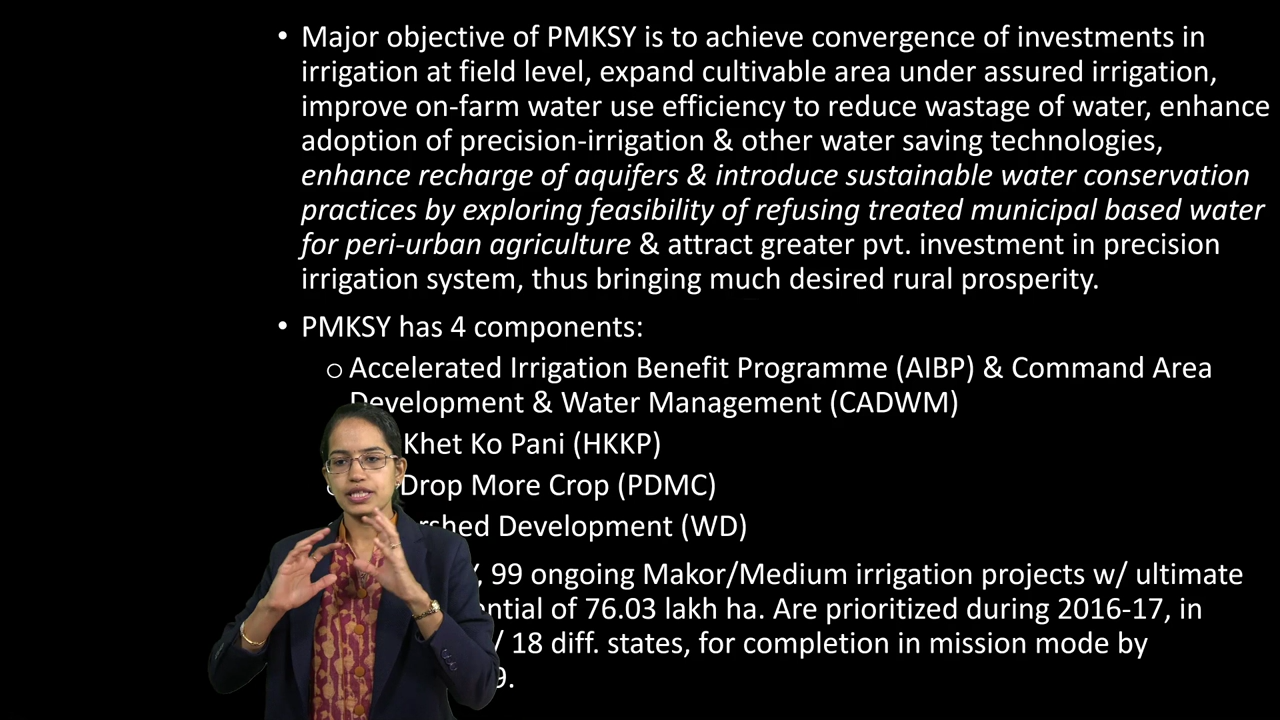 • Major objective of PMKSY is to achieve convergence of investments in
irrigation at field level, expand cultivable area under assured irrigation,
improve on-farm water use efficiency to reduce wastage of water, enhance
adoption of precision-irrigation & other water saving technologies,
enhance recharge of aquifers & introduce sustainable water conservation
practices by exploring feasibility of refusing treated municipal based water
for peri-urban agriculture & attract greater pvt. investment in precision
irrigation system, thus bringing much desired rural prosperity.
• PMKSY has 4 components:
o Accelerated Irrigation Benefit Programme (AIBP) & Command Area
Development & Water Management (CADWM)
Khet Ko Pani (HKKP)
Drop More Crop (PDMC)
Development (WD)
99 ongoing Makor/Medium irrigation projects w/ ultimate
of 76.03 lakh ha. Are prioritized during 2016-17, in
18 diff. states, for completion in mission mode by